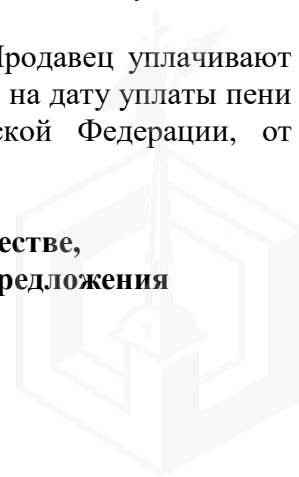 Продавец уплачивают
на дату уплаты пени
ской Федерации, от
естве,
редложения